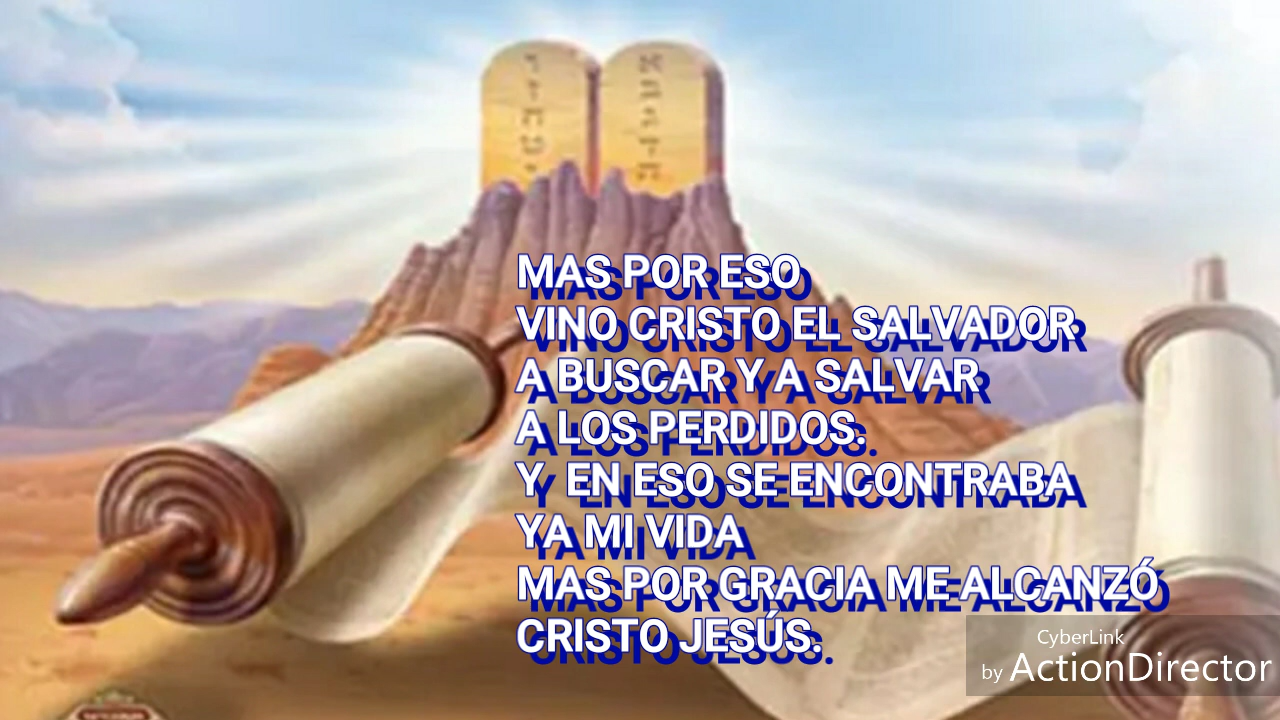 MAS POR ESO
VINO CRISTO EL SALVADOR
A BUSCAR Y A SALVAR
A LOS PERDIDOS.
Y EN ESO SE ENCONTRABA
YA MI VIDA
MAS POR GRACIA ME ALCANZÓ
CRISTO JESÚS.
CyberLink
by ActionDirector